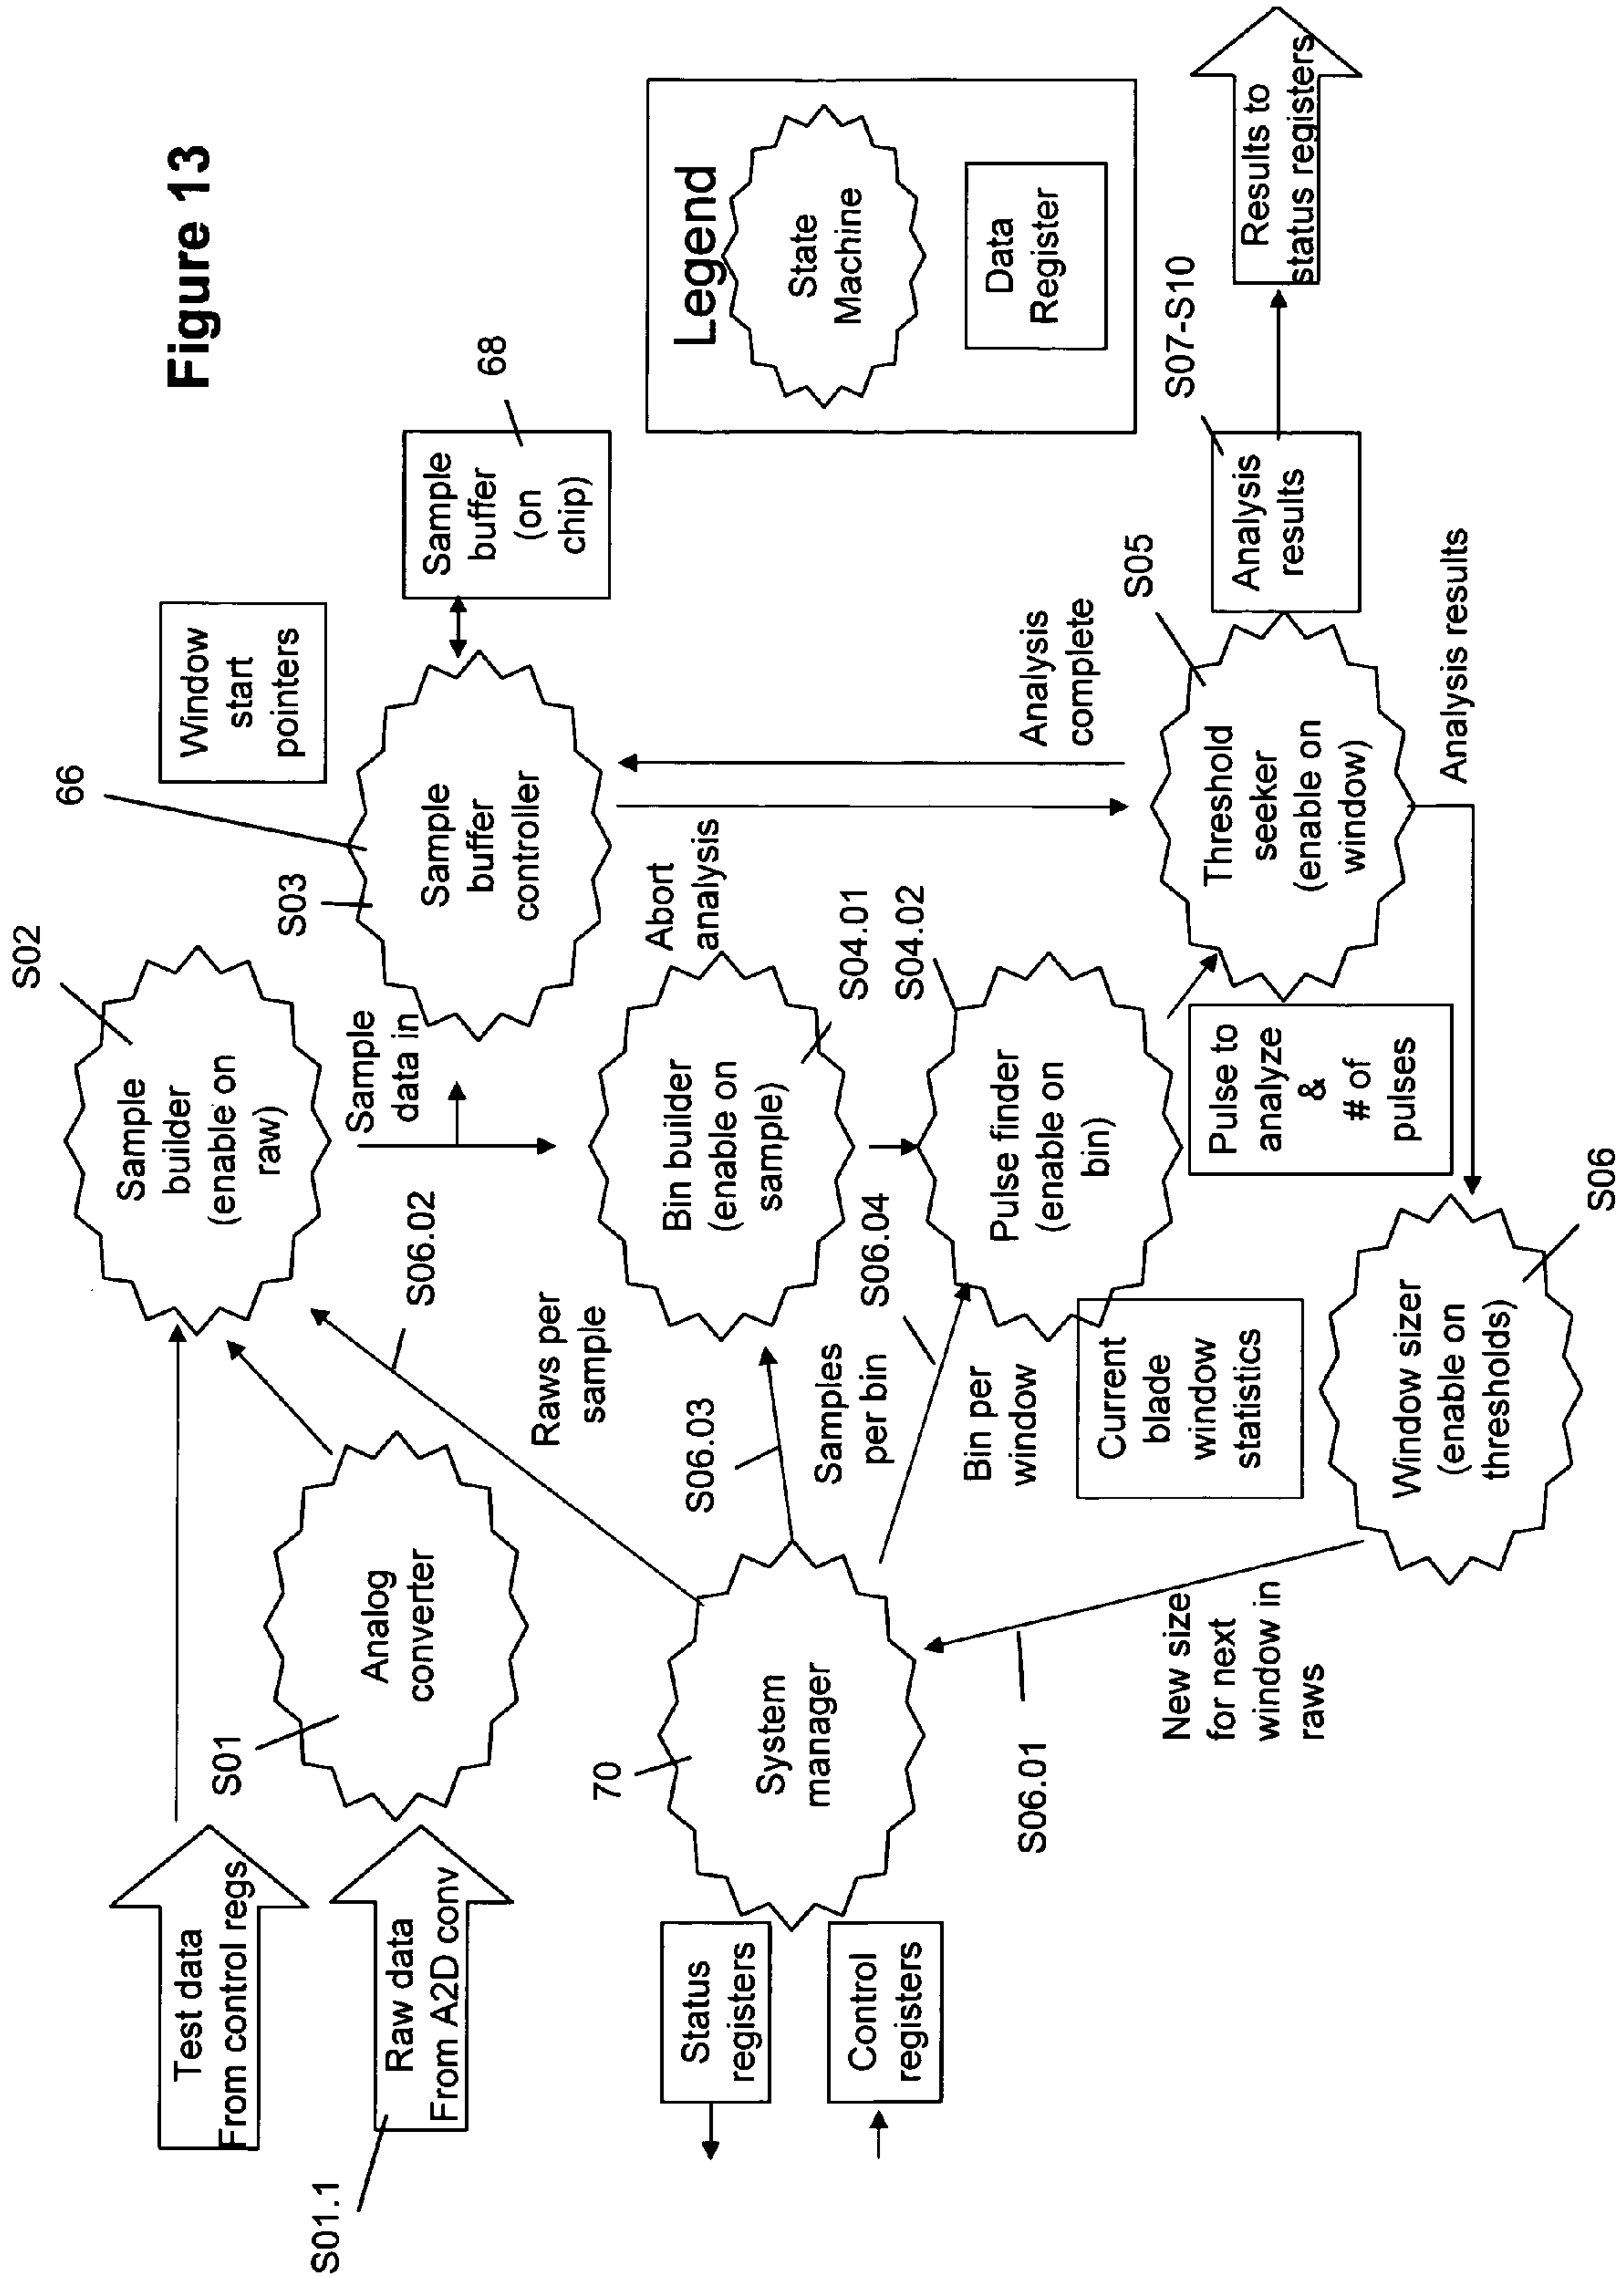 Figure 13
S02
66
Sample
builder
(enable on
raw)
Window
start
pointers
68
Test data
From control regs
S01
S03
Sample
data in
Sample
buffer
controller
Sample
buffer
(on
chip)
S01.1
Raw data
From A2D conv
Analog
converter
S06.02
Raws per
sample
Legend
State
Machine
Data
Register
70
Status
registers
Control
registers
System
manager
S06.03
Bin builder
(enable on
sample)
Abort
analysis
S04.01
S04.02
Samples
per bin
S06.04
Bin per
window
Pulse finder
(enable on
bin)
Analysis
complete
S05
S07-S10
S06.01
New size
for next
window in
raws
Current
blade
window
statistics
Pulse to
analyze
&
# of
pulses
Threshold
seeker
(enable on
window)
Analysis
results
Results to
status registers
Window sizer
(enable on
thresholds)
S06
Analysis results